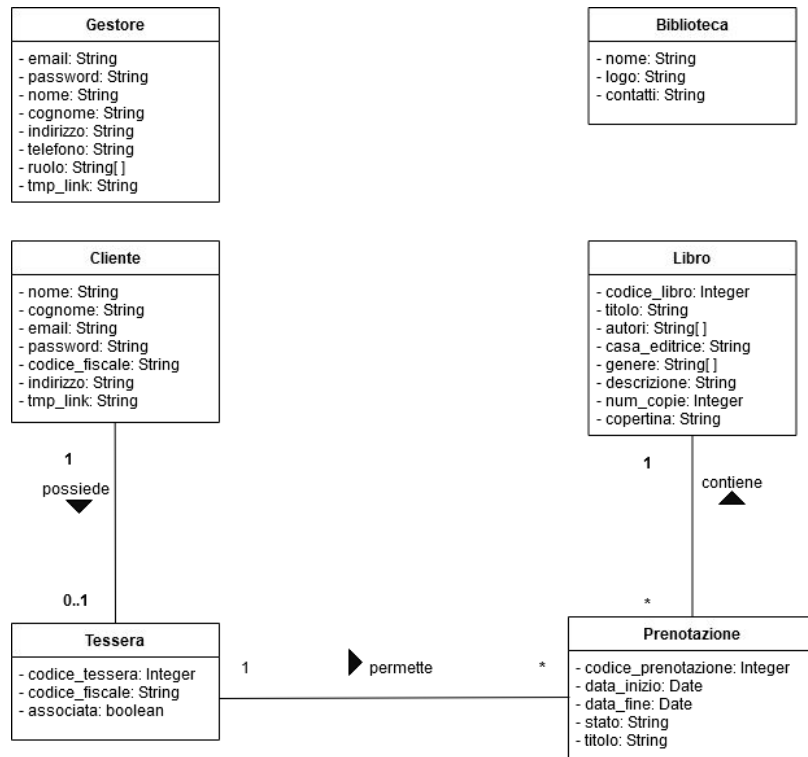 Gestore
- email: String
- password: String
- nome: String
- cognome: String
- indirizzo: String
- telefono: String
- ruolo: String[ ]
- tmp_link: String
Biblioteca
- nome: String
- logo: String
- contatti: String
Cliente
- nome: String
- cognome: String
- email: String
- password: String
- codice_fiscale: String
- indirizzo: String
- tmp_link: String
Libro
- codice_libro: Integer
- titolo: String
- autori: String[ ]
- casa_editrice: String
- genere: String[ ]
- descrizione: String
- num_copie: Integer
- copertina: String
1
possiede
0..1
1
contiene
*
Tessera
- codice_tessera: Integer
- codice_fiscale: String
- associata: boolean
1
permette
*
Prenotazione
- codice_prenotazione: Integer
- data_inizio: Date
- data_fine: Date
- stato: String
- titolo: String